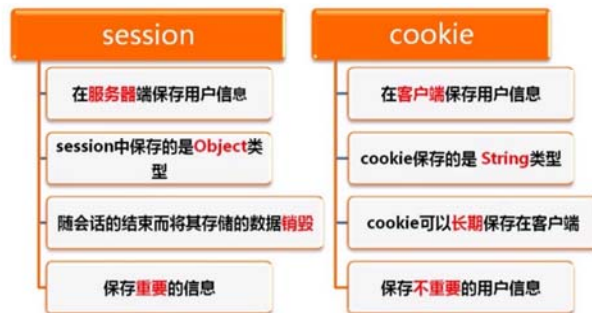 session
在服务器端保存用户信息
session中保存的是Object类
型
随会话的结束而将其存储的数据销毁
保存重要的信息
cookie
在客户端保存用户信息
cookie保存的是 String类型
cookie可以长期保存在客户端
保存不重要的用户信息